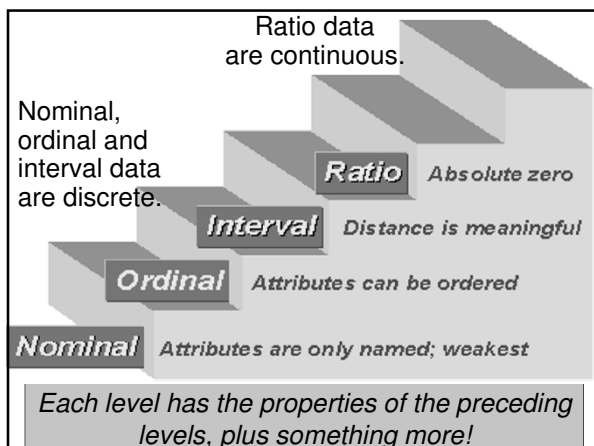 Ratio data
are continuous.
Nominal,
ordinal and
interval data
are discrete.
Ratio Absolute zero
Interval Distance is meaningful
Ordinal Attributes can be ordered
Nominal Attributes are only named; weakest
Each level has the properties of the preceding
levels, plus something more!